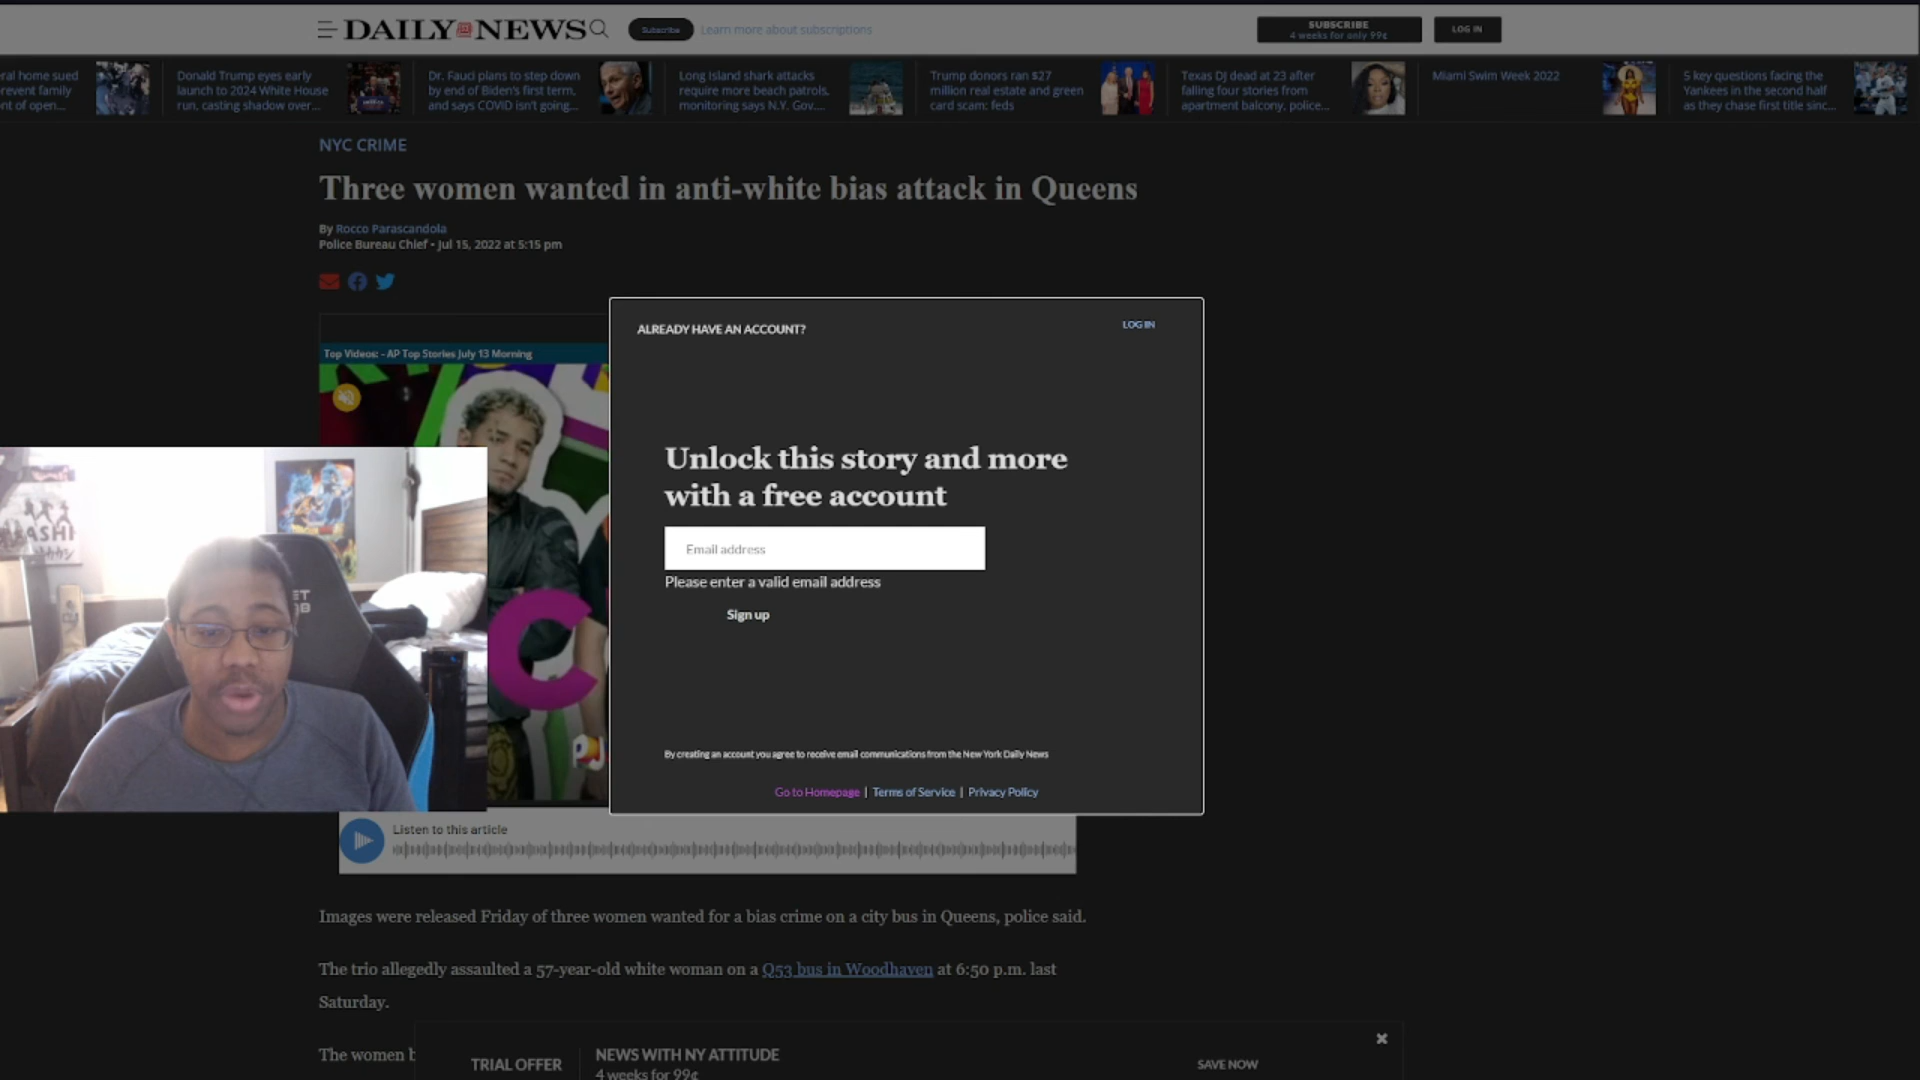 DAILY NEWS
Subscribe
Learn more about subscriptions
SUBSCRIBE
4 weeks for only 99¢
LOG IN
ral home sued
revent family
nt of open...
Donald Trump eyes early
launch to 2024 White House
run, casting shadow over...
Dr. Fauci plans to step down
by end of Biden's first term,
and says COVID isn't going...
Long Island shark attacks
require more beach patrols,
monitoring says N.Y. Gov....
Trump donors ran $27
million real estate and green
card scam: feds
Texas DJ dead at 23 after
falling four stories from
apartment balcony, police...
Miami Swim Week 2022
5 key questions facing the
Yankees in the second half
as they chase first title sinc...
NYC CRIME
Three women wanted in anti-white bias attack in Queens
By Rocco Parascandola
Police Bureau Chief • Jul 15, 2022 at 5:15 pm
Top Videos: - AP Top Stories July 13 Morning
ALREADY HAVE AN ACCOUNT?
LOG IN
Unlock this story and more
with a free account
Email address
Please enter a valid email address
Sign up
By creating an account you agree to receive email communications from the New York Daily News
Go to Homepage | Terms of Service | Privacy Policy
ASHI
Listen to this article
Images were released Friday of three women wanted for a bias crime on a city bus in Queens, police said.
The trio allegedly assaulted a 57-year-old white woman on a Q53 bus in Woodhaven at 6:50 p.m. last
Saturday.
The women b
TRIAL OFFER
NEWS WITH NY ATTITUDE
4 weeks for 99¢
SAVE NOW